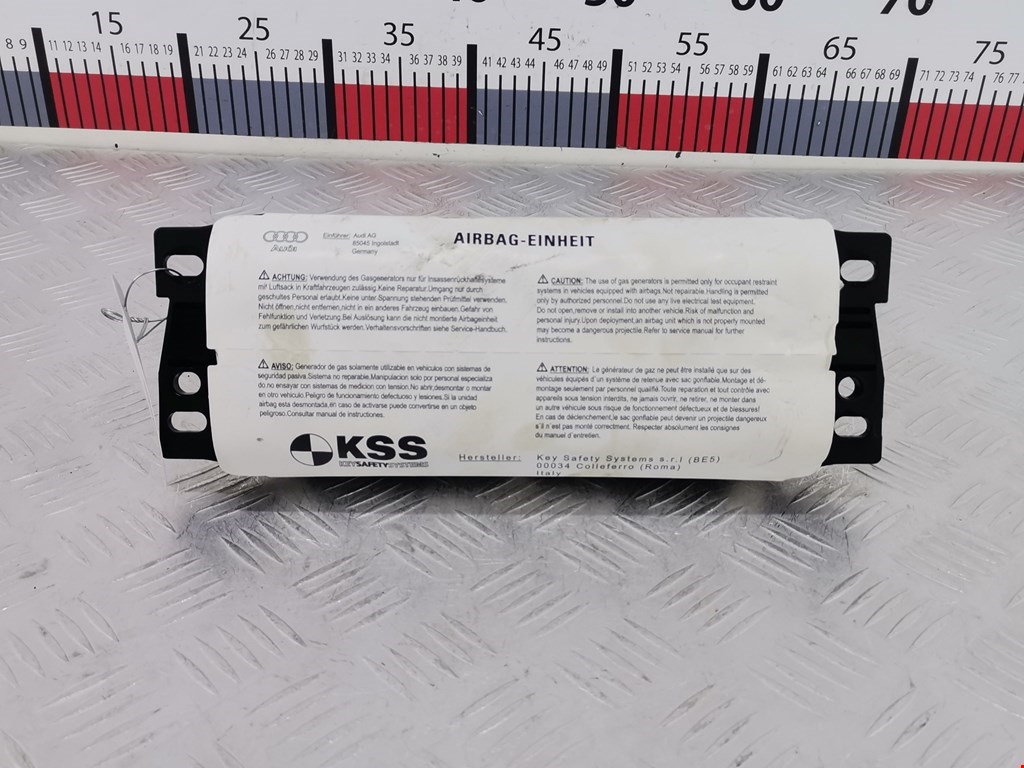 15 25 35 45 55 65 75
8 9 11 12 13 14 16 17 18 19 21 22 23 24 26 27 28 29 31 32 33 34 36 37 38 39 41 42 43 44 46 47 48 49 51 52 53 54 56 57 58 59 61 62 63 64 66 67 68 69 71 72 73 74 76 77
Audi
Einführer: Audi AG
85045 Ingolstadt
Germany
AIRBAG-EINHEIT
ACHTUNG: Verwendung des Gasgenerators nur für Insassenrückhaltesysteme
mit Luftsack in Kraftfahrzeugen zulässig.Keine Reparatur.Umgang nur durch
geschultes Personal erlaubt.Keine unter Spannung stehenden Prüfmittel verwenden.
Nicht öffnen,nicht entfernen,nicht in ein anderes Fahrzeug einbauen.Gefahr von
Fehlfunktion und Verletzung.Bei Auslösung kann die nicht montierte Airbageinheit
zum gefährlichen Wurfstück werden.Verhaltensvorschriften siehe Service-Handbuch.
CAUTION: The use of gas generators is permitted only for occupant restraint
systems in vehicles equipped with airbags.Not repairable.Handling is permitted
only by authorized personnel.Do not use any live electrical test equipment.
Do not open,remove or install into another vehicle.Risk of malfunction and
personal injury.Upon deployment,an airbag unit which is not properly mounted
may become a dangerous projectile.Refer to service manual for further
instructions.
AVISO: Generador de gas solamente utilizable en vehículos con sistemas de
seguridad pasiva.Sistema no reparable.Manipulacion solo por personal especializa
do.no ensayar con sistemas de medicion con tension.No abrir,desmontar o montar
en otro vehículo.Peligro de funcionamiento defectuoso y lesiones.Si la unidad
airbag esta desmontada,en caso de activarse puede convertirse en un objeto
peligroso.Consultar manual de instrucciones.
ATTENTION: Le générateur de gaz ne peut être installé que sur des
véhicules équipés d'un système de retenue avec sac gonflable.Montage et dé-
montage seulement par personnel qualifié.Toute réparation et tout contrôle avec
appareils sous tension interdits, ne jamais ouvrir, ne retirer, ne monter dans
un autre véhicule sous risque de fonctionnement défectueux et de blessures!
En cas de déclenchement,le sac gonflable peut devenir un projectile dangereux
s'il n'est pas monté correctement. Respecter absolument les consignes
du manuel d'entretien.
KSS
KEYSAFETYSYSTEMS
Hersteller: Key Safety Systems s.r.l (BE5)
00034 Colleferro (Roma)
Italy